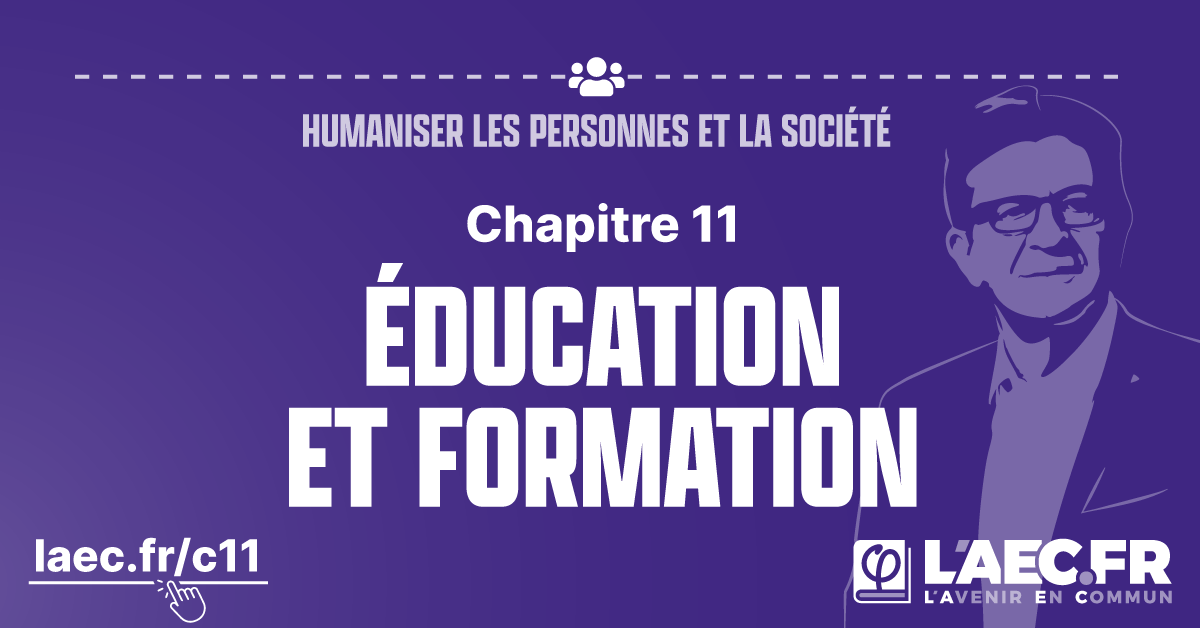 HUMANISER LES PERSONNES ET LA SOCIÉTÉ
Chapitre 11
ÉDUCATION
ET FORMATION
laec.fr/c11
L'AEC.FR
L'AVENIR EN COMMUN